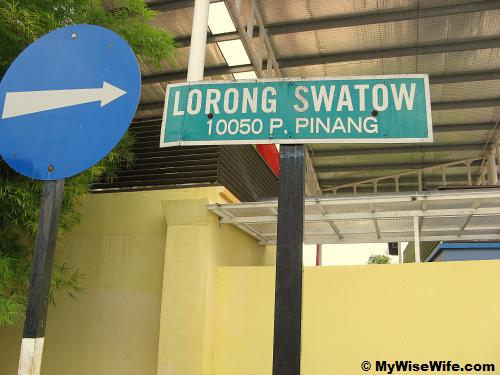 LORONG SWATOW
10050 P. PINANG
© MyWiseWife.com